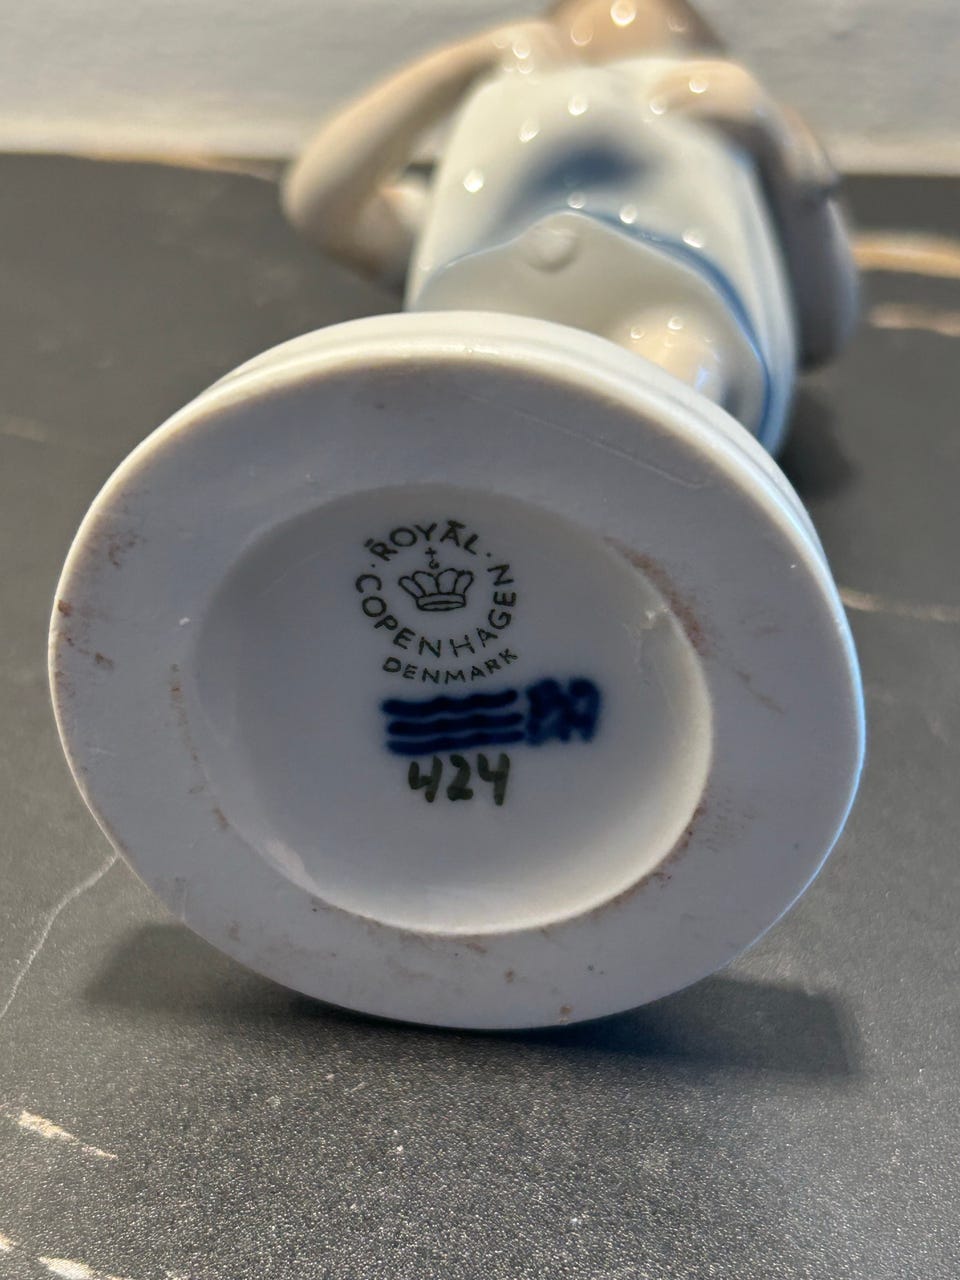 ROYAL
COPENHAGEN
DENMARK
424